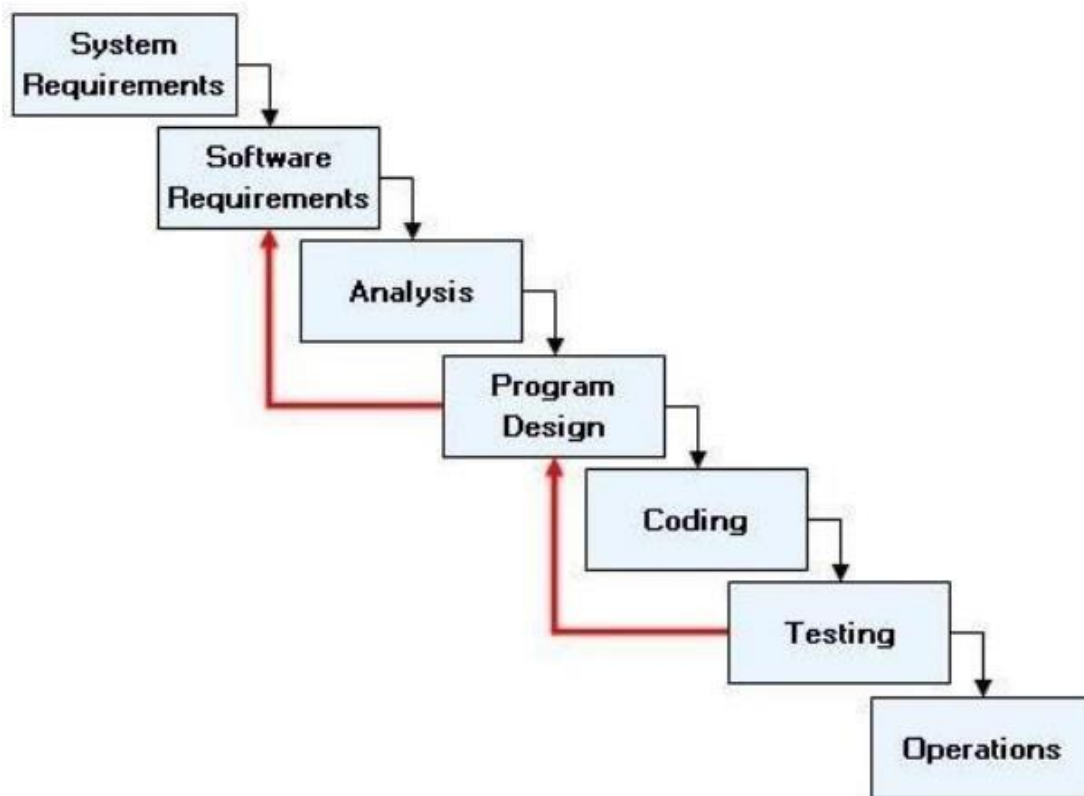 System
Requirements
Software
Requirements
Analysis
Program
Design
Coding
Testing
Operations